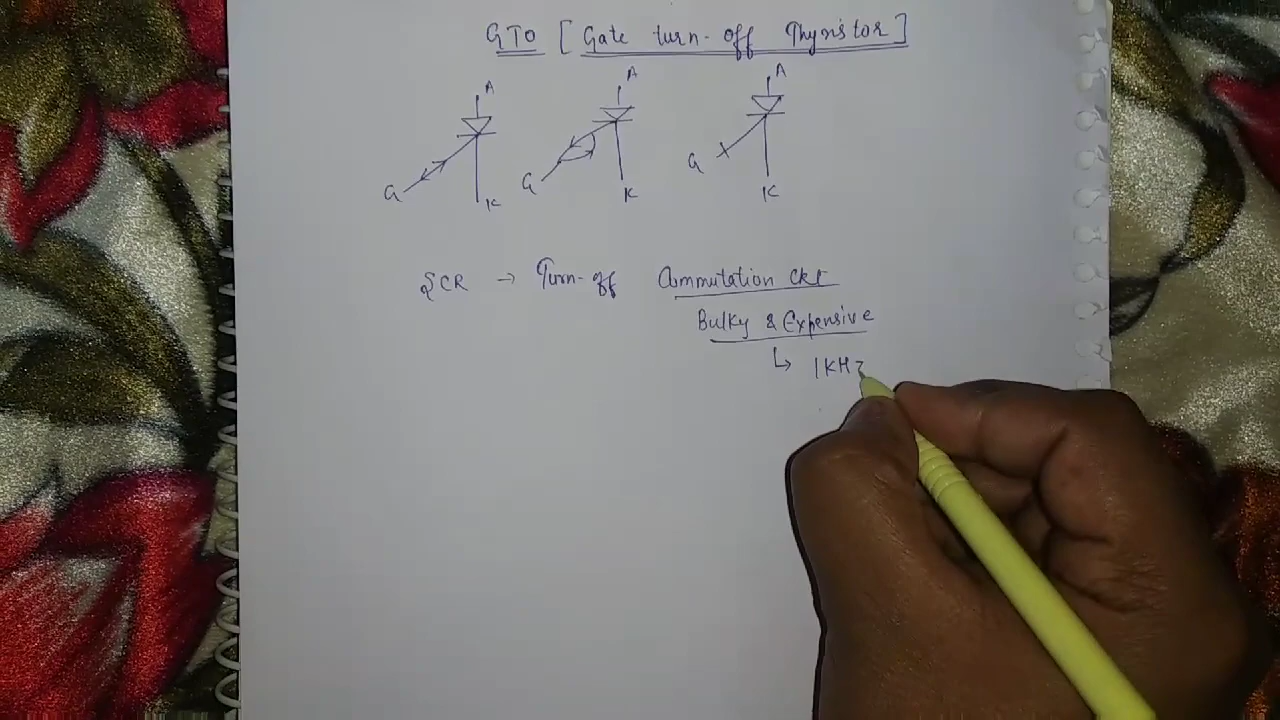 GTO [Gate turn-off Thyristor]
A A A
G K G K G K
SCR → Turn-off Commutation Ckt
Bulky & Expensive
↳ 1KHz